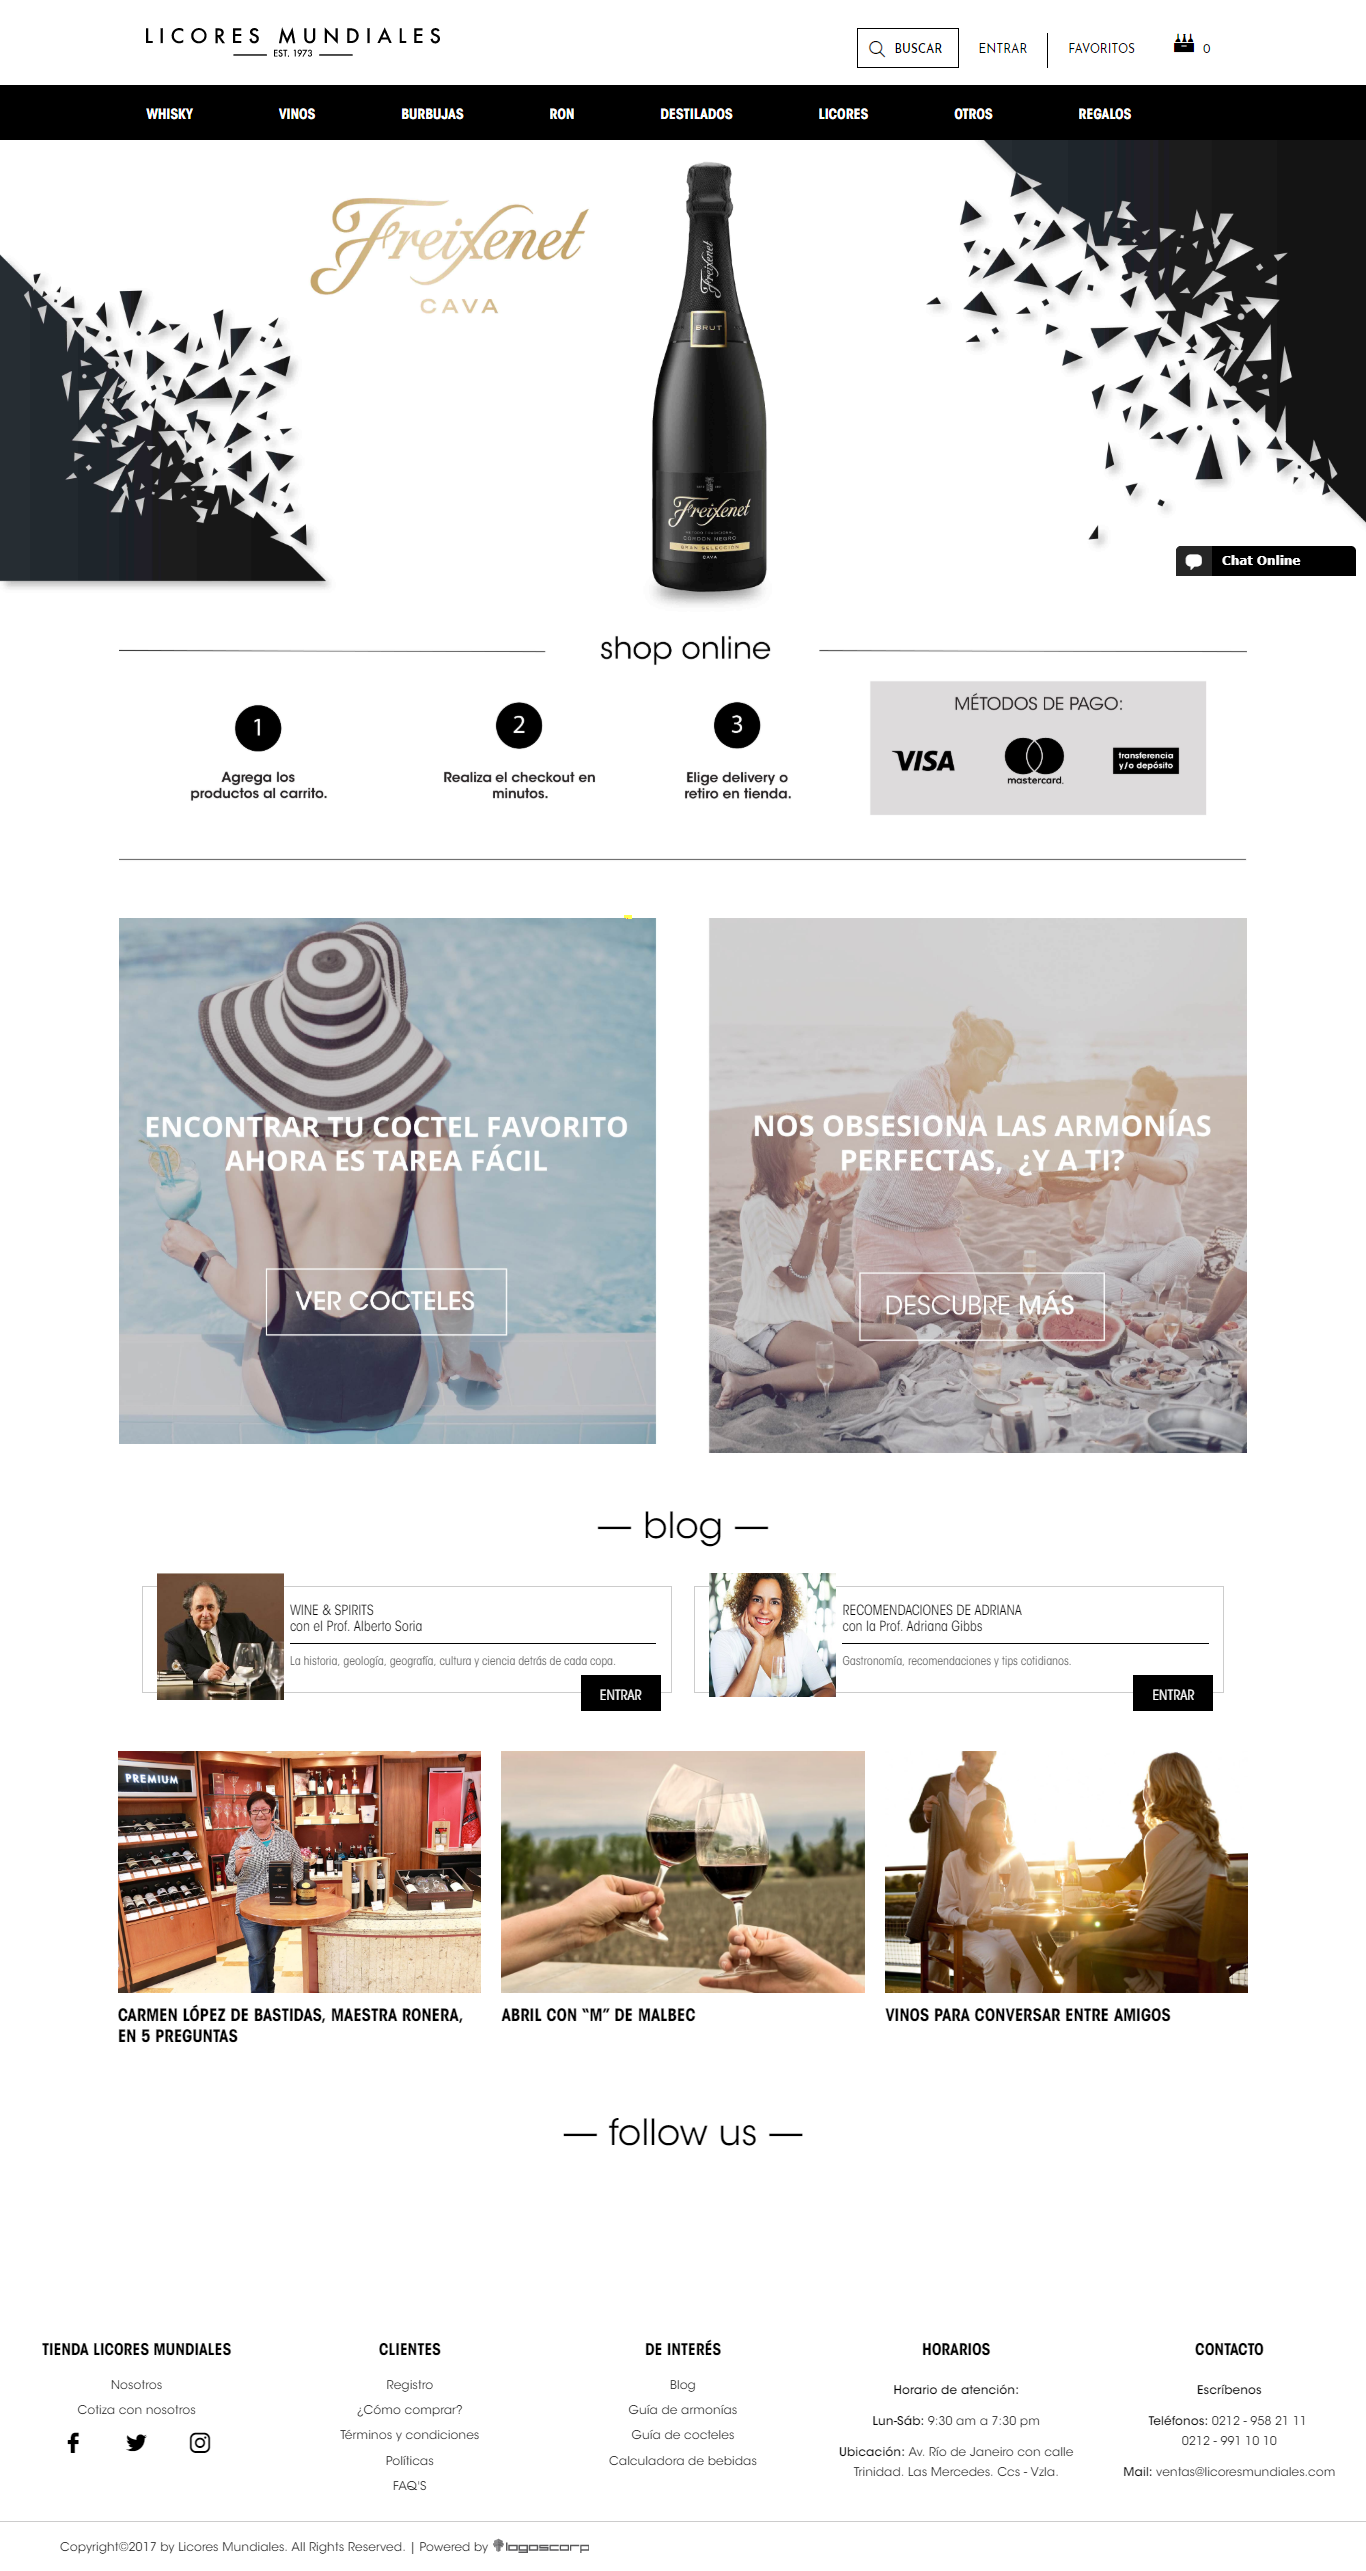 LICORES MUNDIALES
EST. 1973
BUSCAR
ENTRAR
FAVORITOS
0
WHISKY
VINOS
BURBUJAS
RON
DESTILADOS
LICORES
OTROS
REGALOS
Freixenet
CAVA
Freixenet
BRUT
Freixenet
CORDON NEGRO
GRAN SELECCIÓN
CAVA
Chat Online
shop online
1
Agrega los
productos al carrito.
2
Realiza el checkout en
minutos.
3
Elige delivery o
retiro en tienda.
MÉTODOS DE PAGO:
VISA
mastercard.
transferencia
y/o depósito
ENCONTRAR TU COCTEL FAVORITO
AHORA ES TAREA FÁCIL
VER COCTELES
NOS OBSESIONA LAS ARMONÍAS
PERFECTAS, ¿Y A TI?
DESCUBRE MÁS
— blog —
WINE & SPIRITS
con el Prof. Alberto Soria
La historia, geología, geografía, cultura y ciencia detrás de cada copa.
ENTRAR
RECOMENDACIONES DE ADRIANA
con la Prof. Adriana Gibbs
Gastronomía, recomendaciones y tips cotidianos.
ENTRAR
PREMIUM
CARMEN LÓPEZ DE BASTIDAS, MAESTRA RONERA,
EN 5 PREGUNTAS
ABRIL CON “M” DE MALBEC
VINOS PARA CONVERSAR ENTRE AMIGOS
— follow us —
TIENDA LICORES MUNDIALES
Nosotros
Cotiza con nosotros
CLIENTES
Registro
¿Cómo comprar?
Términos y condiciones
Políticas
FAQ'S
DE INTERÉS
Blog
Guía de armonías
Guía de cocteles
Calculadora de bebidas
HORARIOS
Horario de atención:
Lun-Sáb: 9:30 am a 7:30 pm
Ubicación: Av. Río de Janeiro con calle
Trinidad. Las Mercedes. Ccs - Vzla.
CONTACTO
Escríbenos
Teléfonos: 0212 - 958 21 11
0212 - 991 10 10
Mail: ventas@licoresmundiales.com
Copyright©2017 by Licores Mundiales. All Rights Reserved. | Powered by logoscorp